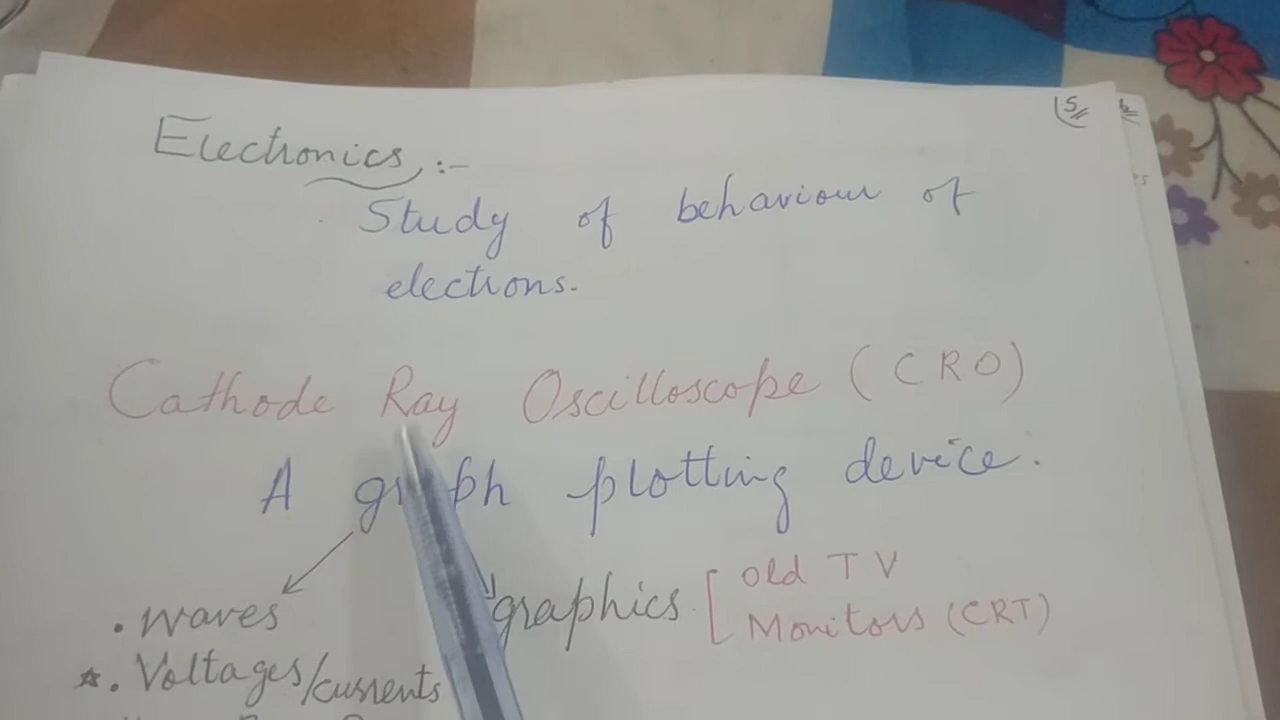 15
Electronics :-
Study of behaviour of
electrons.
Cathode Ray Oscilloscope (CRO)
A graph plotting device.
. waves
graphics [ Old TV
Monitors (CRT)
☆. Voltages/currents